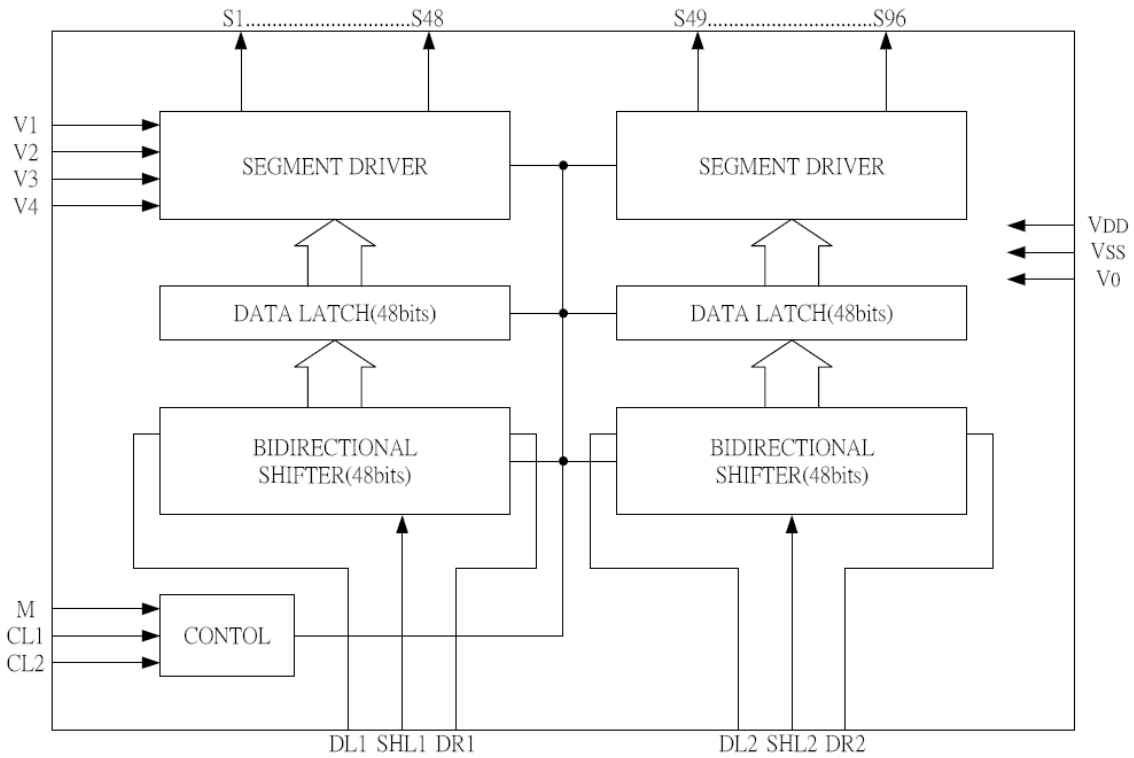 S1..............................S48
S49..............................S96
V1
V2
V3
V4
SEGMENT DRIVER
SEGMENT DRIVER
VDD
VSS
V0
DATA LATCH(48bits)
DATA LATCH(48bits)
BIDIRECTIONAL
SHIFTER(48bits)
BIDIRECTIONAL
SHIFTER(48bits)
M
CL1
CL2
CONTOL
DL1 SHL1 DR1
DL2 SHL2 DR2